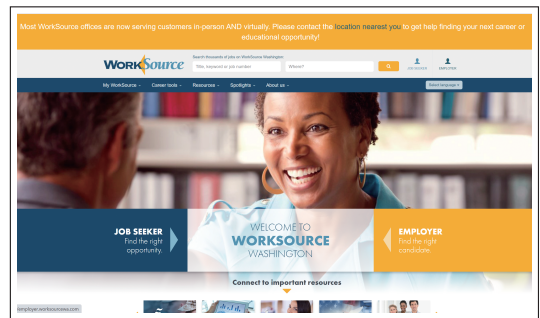 Most WorkSource offices are now serving customers in-person AND virtually. Please contact the location nearest you to get help finding your next career or
educational opportunity!
WorkSource
Search thousands of jobs on WorkSource Washington
Title, keyword or job number
Where?
JOB SEEKER
EMPLOYER
My WorkSource
Career tools
Resources
Spotlights
About us
Select language
JOB SEEKER
Find the right
opportunity.
WELCOME TO
WORKSOURCE
WASHINGTON
EMPLOYER
Find the right
candidate.
Connect to important resources
employer.worksourcewa.com